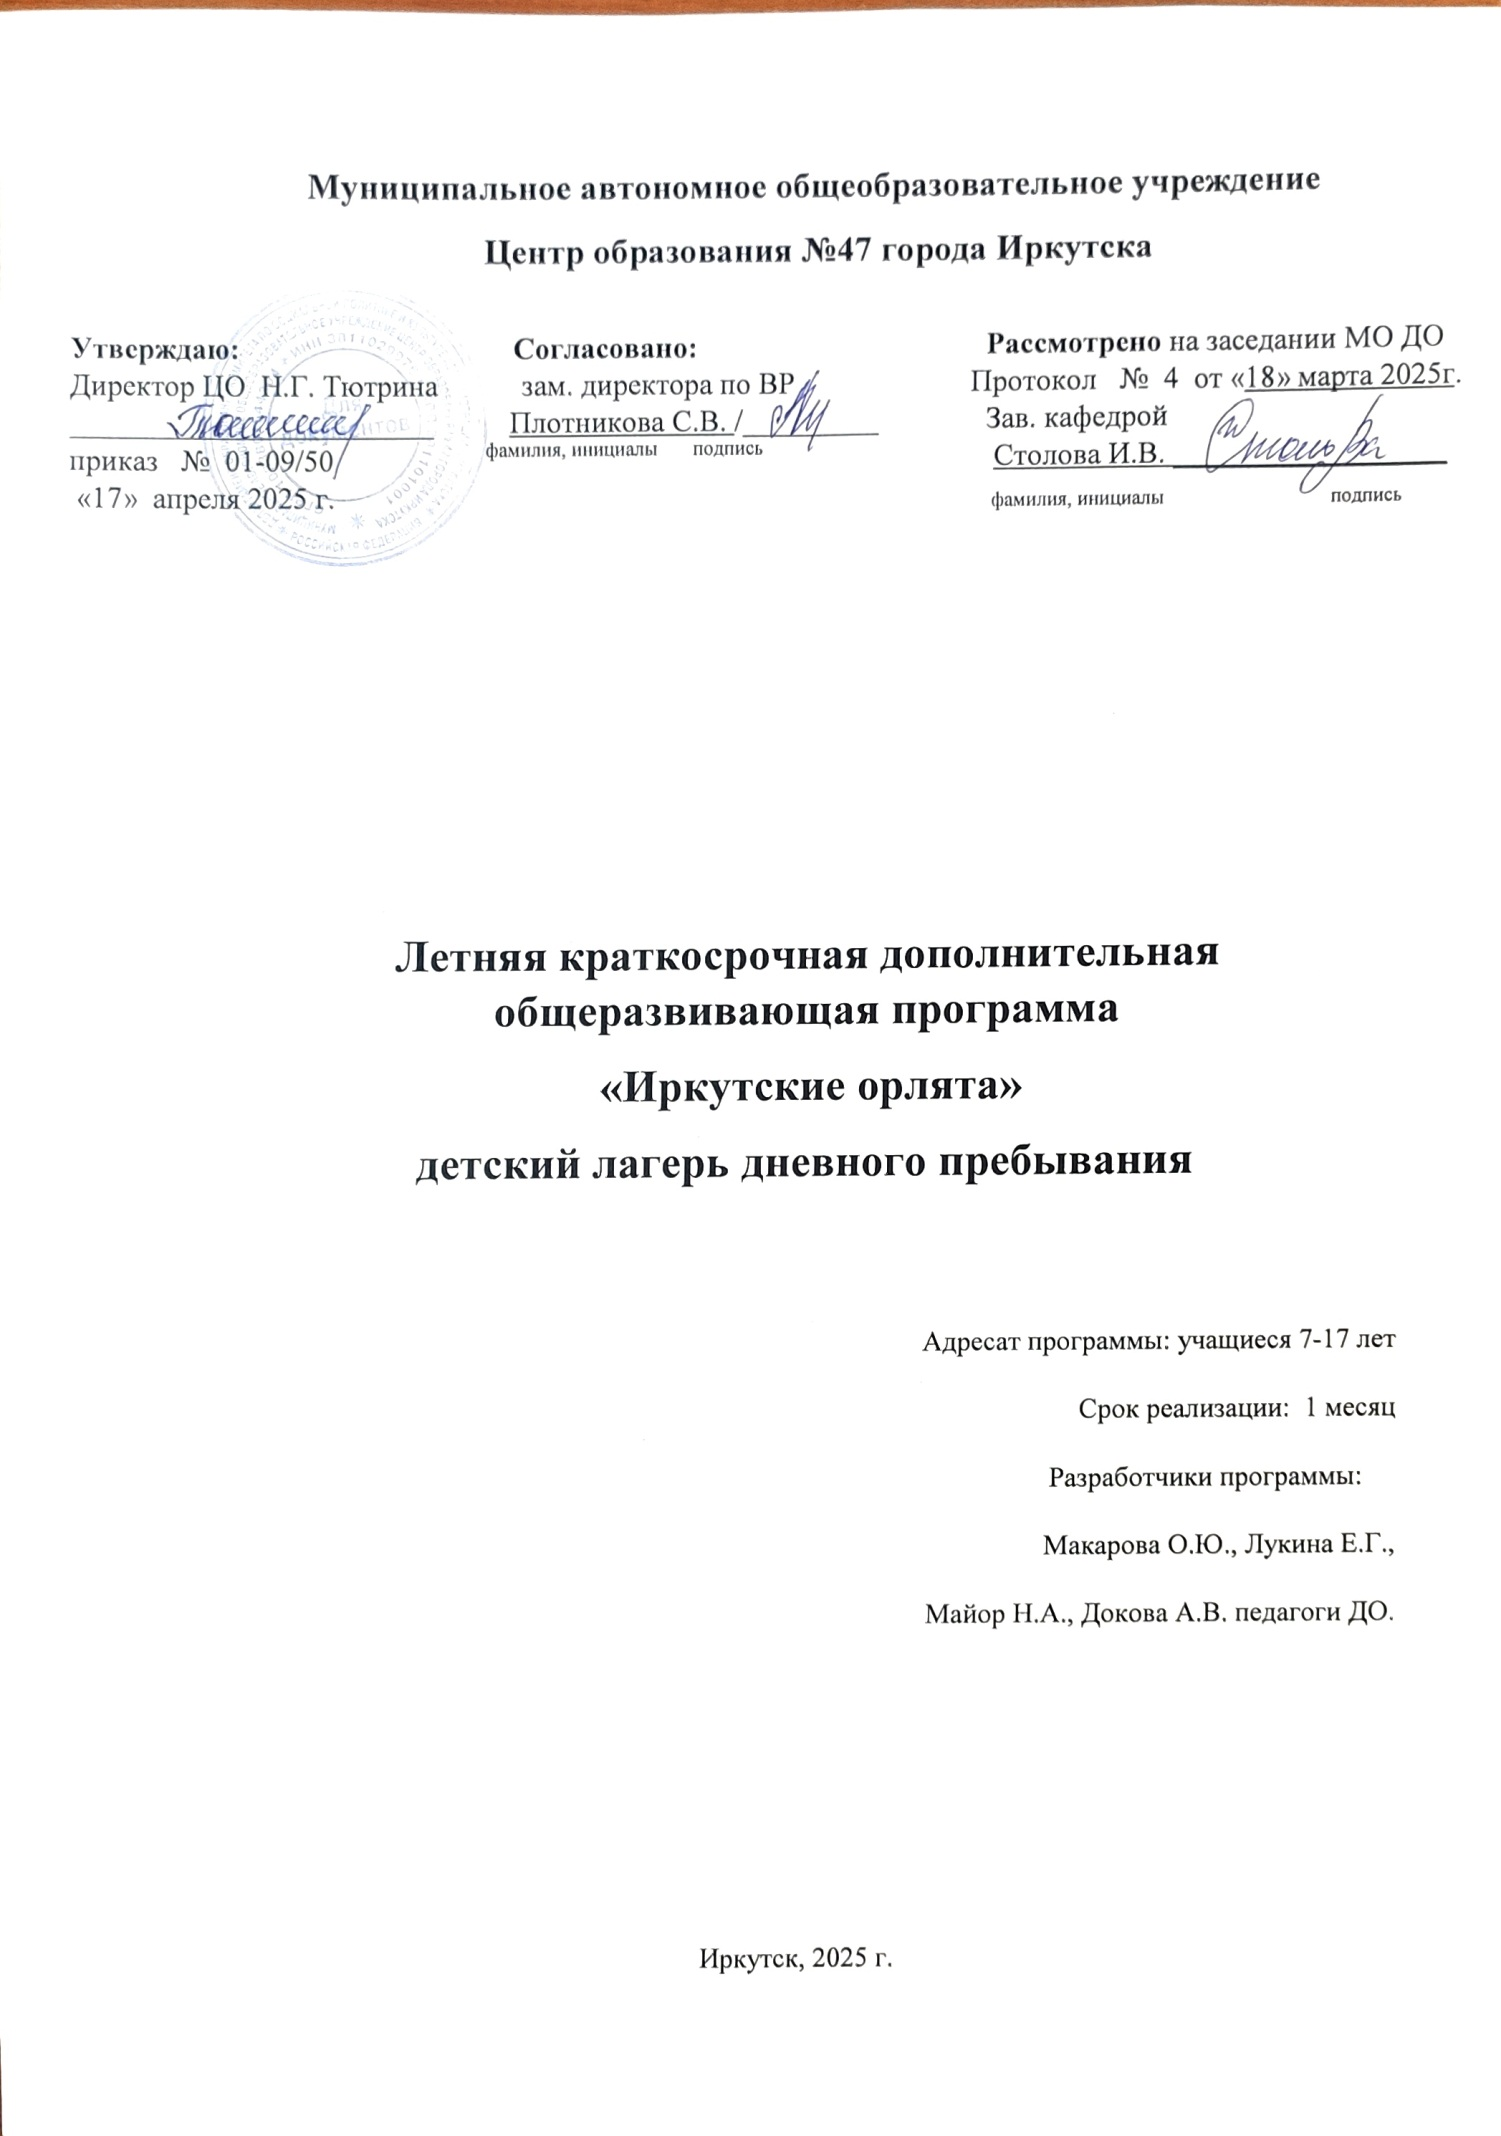 Муниципальное автономное общеобразовательное учреждение
Центр образования №47 города Иркутска
Утверждаю:
Директор ЦО Н.Г. Тютрина
приказ № 01-09/50
«17» апреля 2025 г.
Согласовано:
зам. директора по ВР
Плотникова С.В. /
фамилия, инициалы подпись
Рассмотрено на заседании МО ДО
Протокол № 4 от «18» марта 2025г.
Зав. кафедрой
Столова И.В.
фамилия, инициалы подпись
Летняя краткосрочная дополнительная
общеразвивающая программа
«Иркутские орлята»
детский лагерь дневного пребывания
Адресат программы: учащиеся 7-17 лет
Срок реализации: 1 месяц
Разработчики программы:
Макарова О.Ю., Лукина Е.Г.,
Майор Н.А., Докова А.В. педагоги ДО.
Иркутск, 2025 г.